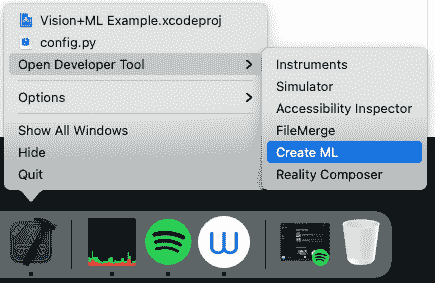 Vision+ML Example.xcodeproj
config.py
Open Developer Tool
Options
Show All Windows
Hide
Quit
Instruments
Simulator
Accessibility Inspector
FileMerge
Create ML
Reality Composer